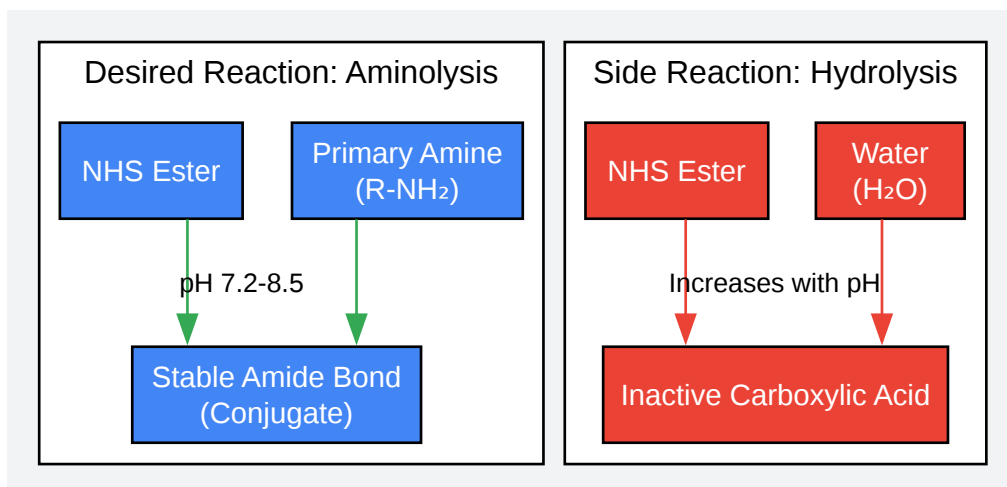 Desired Reaction: Aminolysis
NHS Ester
Primary Amine
(R-NH₂)
pH 7.2-8.5
Stable Amide Bond
(Conjugate)
Side Reaction: Hydrolysis
NHS Ester
Water
(H₂O)
Increases with pH
Inactive Carboxylic Acid